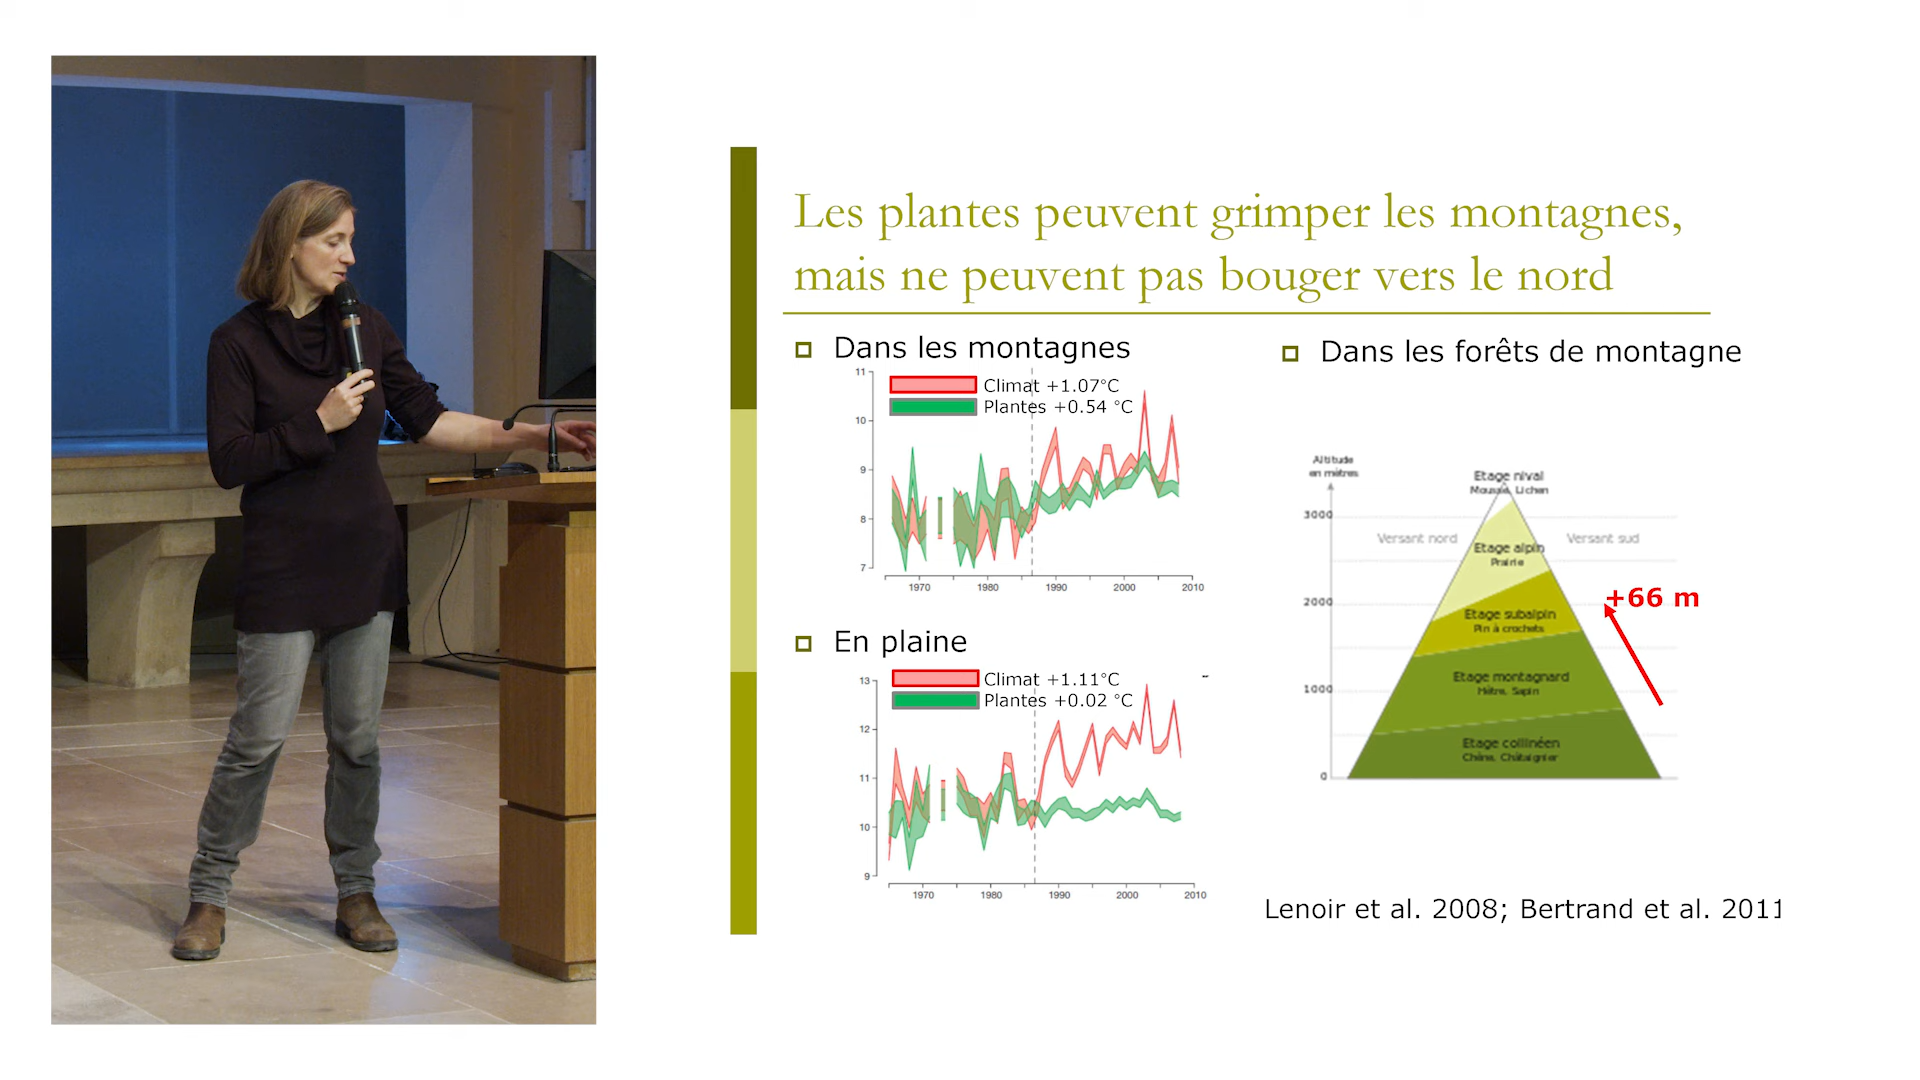 Les plantes peuvent grimper les montagnes,
mais ne peuvent pas bouger vers le nord
Dans les montagnes
11
10
9
8
7
Climat +1.07°C
Plantes +0.54 °C
1970 1980 1990 2000 2010
En plaine
13
12
11
10
9
Climat +1.11°C
Plantes +0.02 °C
1970 1980 1990 2000 2010
Dans les forêts de montagne
Altitude
en mètres
3000
2000
1000
0
Etage nival
Mousse, Lichen
Versant nord
Versant sud
Etage alpin
Prairie
Etage subalpin
Pin à crochets
Etage montagnard
Hêtre, Sapin
Etage collinéen
Chêne, Châtaignier
+66 m
Lenoir et al. 2008; Bertrand et al. 2011